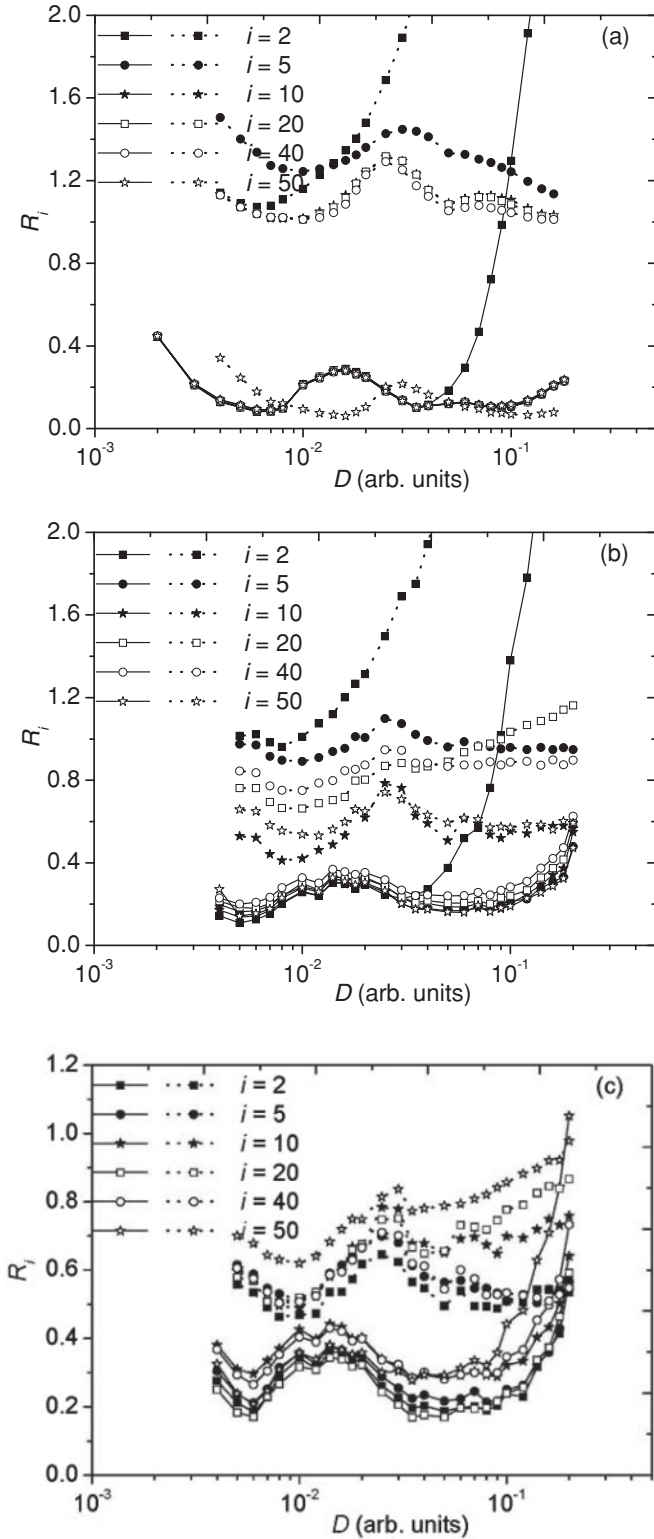 (a)
i = 2
i = 5
i = 10
i = 20
i = 40
i = 50
2.0
1.6
1.2
0.8
0.4
0.0
R_i
10^-3
10^-2
10^-1
D (arb. units)
(b)
i = 2
i = 5
i = 10
i = 20
i = 40
i = 50
2.0
1.6
1.2
0.8
0.4
0.0
R_i
10^-3
10^-2
10^-1
D (arb. units)
(c)
i = 2
i = 5
i = 10
i = 20
i = 40
i = 50
1.2
1.0
0.8
0.6
0.4
0.2
0.0
R_i
10^-3
10^-2
10^-1
D (arb. units)